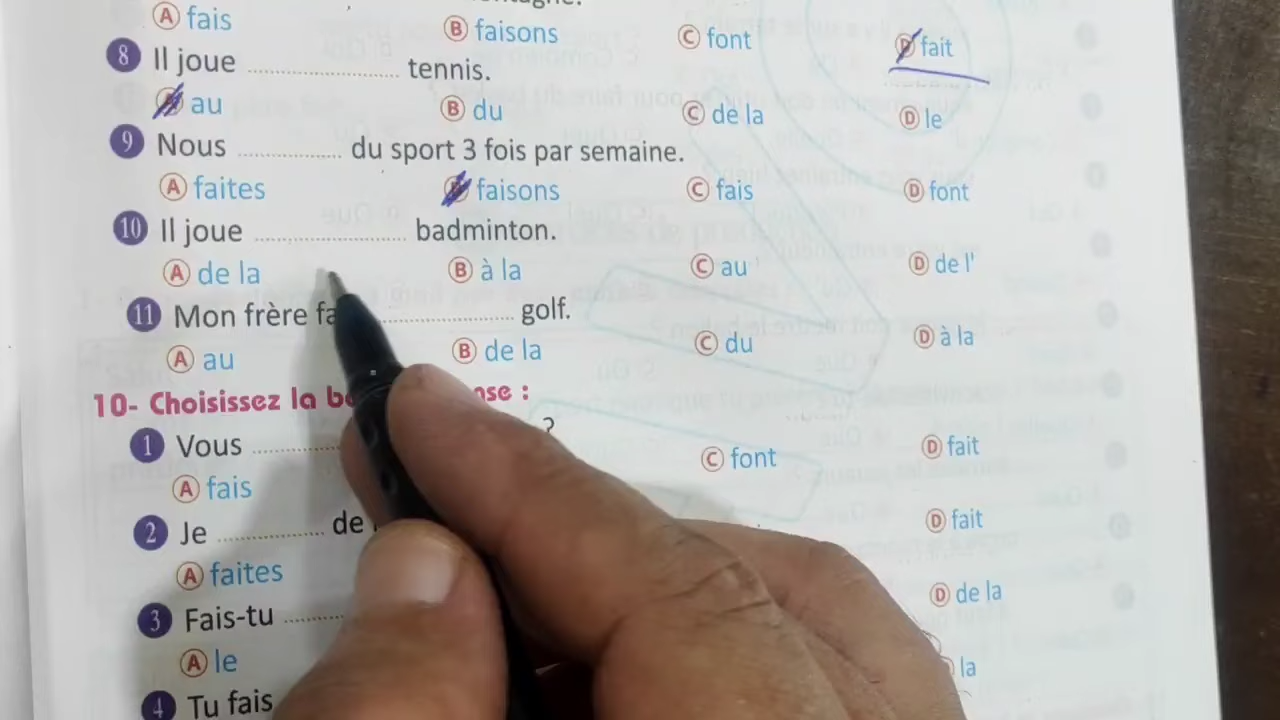 A fais B faisons C font D fait
8 Il joue .................... tennis.
A au B du C de la D le
9 Nous .............. du sport 3 fois par semaine.
A faites B faisons C fais D font
10 Il joue .................... badminton.
A de la B à la C au D de l'
11 Mon frère fa .................. golf.
A au B de la C du D à la
10- Choisissez la b nse :
1 Vous ............ ?
A fais C font D fait
2 Je .............. de
A faites D fait
3 Fais-tu ........
A le D de la
4 Tu fais la